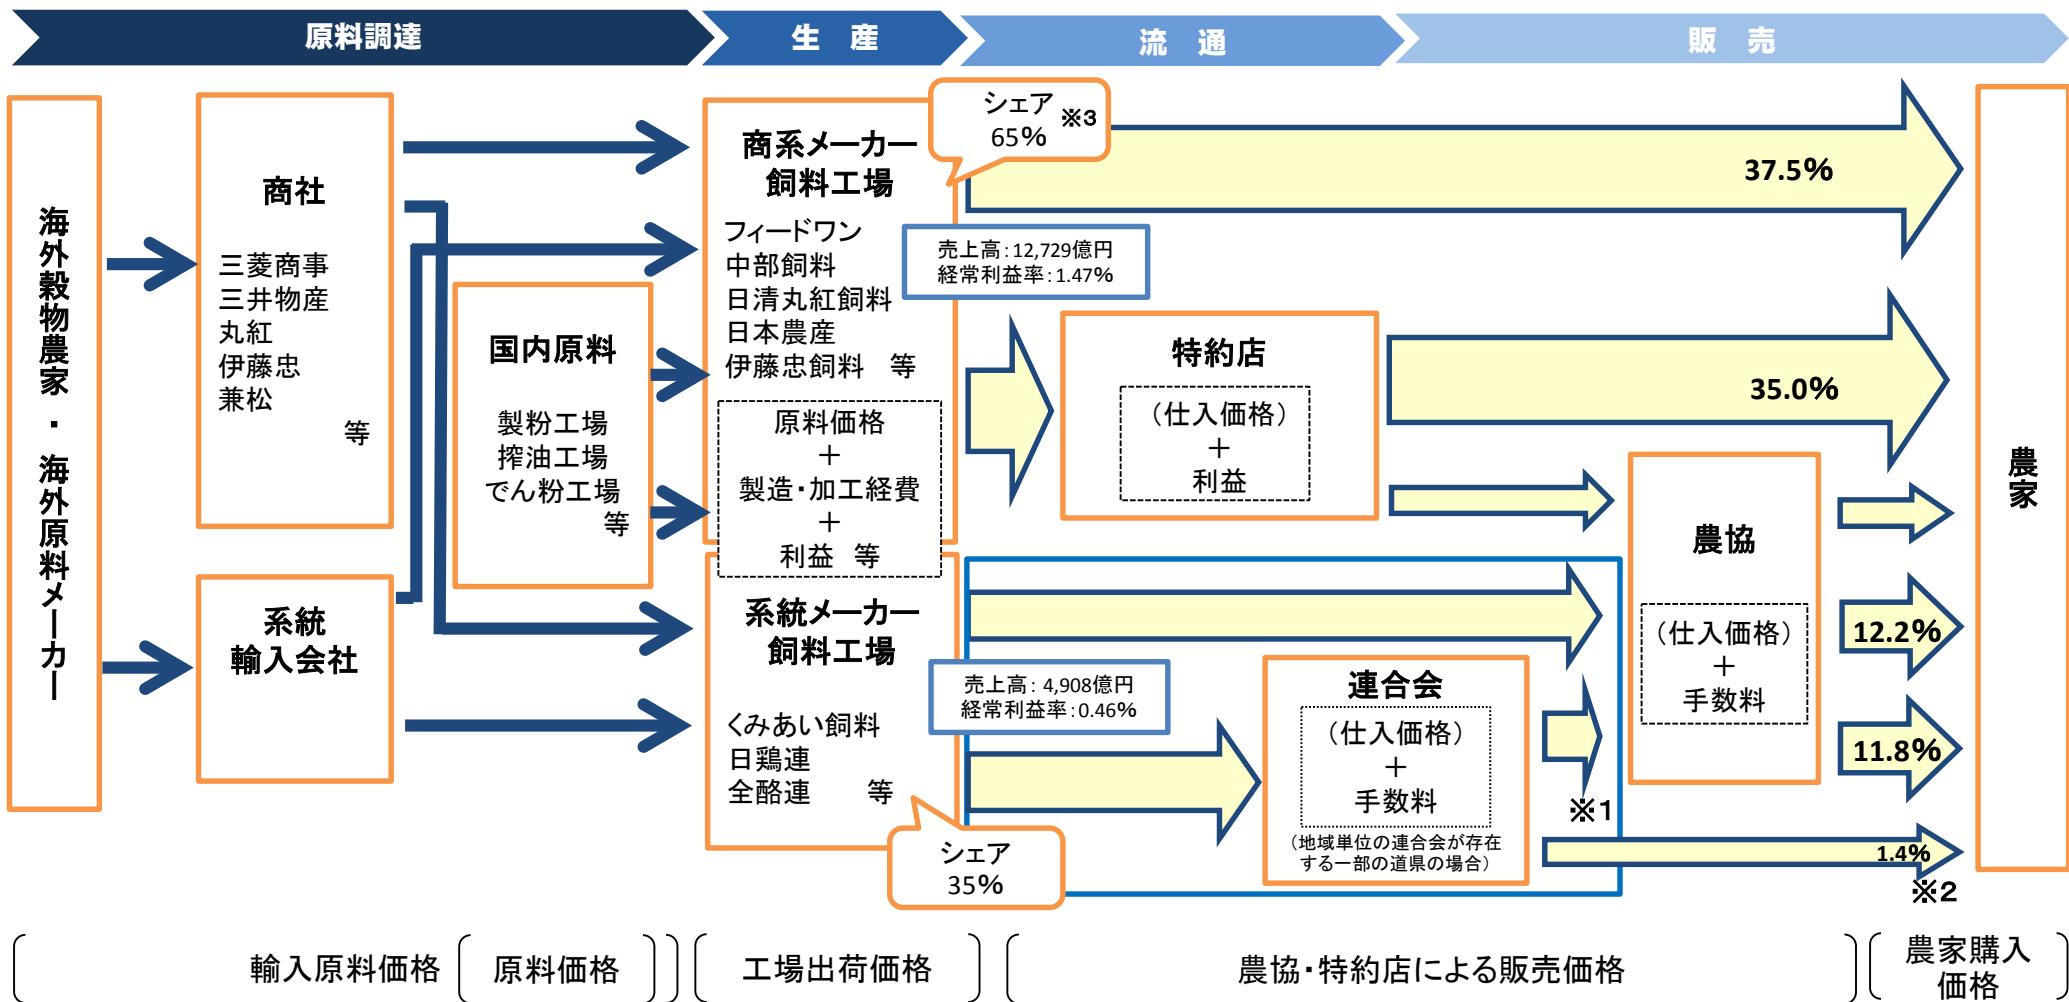 原料調達
生 産
流 通
販 売
海外穀物農家・海外原料メーカー
商社
三菱商事
三井物産
丸紅
伊藤忠
兼松
等
系統
輸入会社
国内原料
製粉工場
搾油工場
でん粉工場
等
商系メーカー
飼料工場
フィードワン
中部飼料
日清丸紅飼料
日本農産
伊藤忠飼料 等
シェア
65%
※3
売上高：12,729億円
経常利益率：1.47%
原料価格
＋
製造・加工経費
＋
利益 等
系統メーカー
飼料工場
くみあい飼料
日鶏連
全酪連 等
売上高：4,908億円
経常利益率：0.46%
シェア
35%
特約店
（仕入価格）
＋
利益
連合会
（仕入価格）
＋
手数料
（地域単位の連合会が存在
する一部の道県の場合）
※1
農協
（仕入価格）
＋
手数料
37.5%
35.0%
12.2%
11.8%
1.4%
※2
農家
輸入原料価格
原料価格
工場出荷価格
農協・特約店による販売価格
農家購入
価格